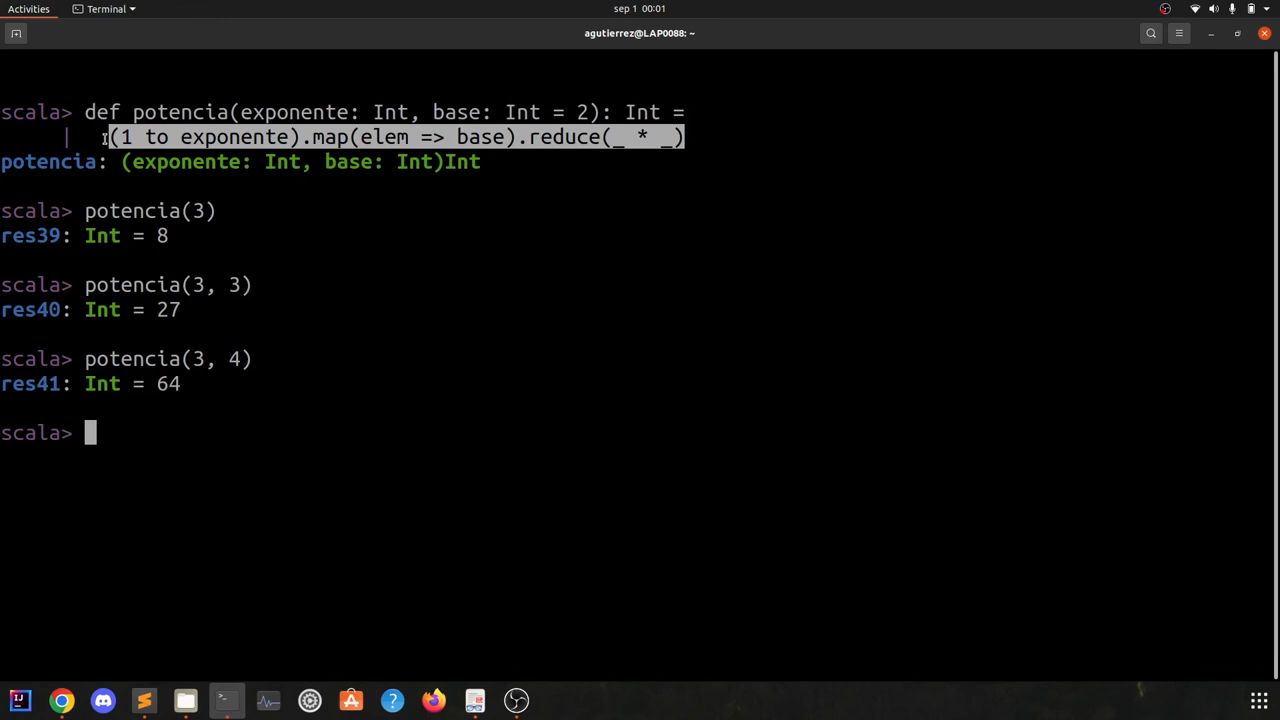 Activities
Terminal
sep 1 00:01
agutierrez@LAP0088: ~
scala> def potencia(exponente: Int, base: Int = 2): Int =
| (1 to exponente).map(elem => base).reduce(_ * _)
potencia: (exponente: Int, base: Int)Int
scala> potencia(3)
res39: Int = 8
scala> potencia(3, 3)
res40: Int = 27
scala> potencia(3, 4)
res41: Int = 64
scala>